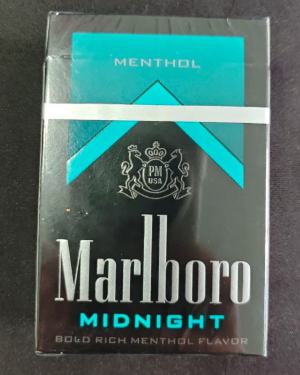 MENTHOL
PM
USA
Marlboro
MIDNIGHT
BOLD RICH MENTHOL FLAVOR